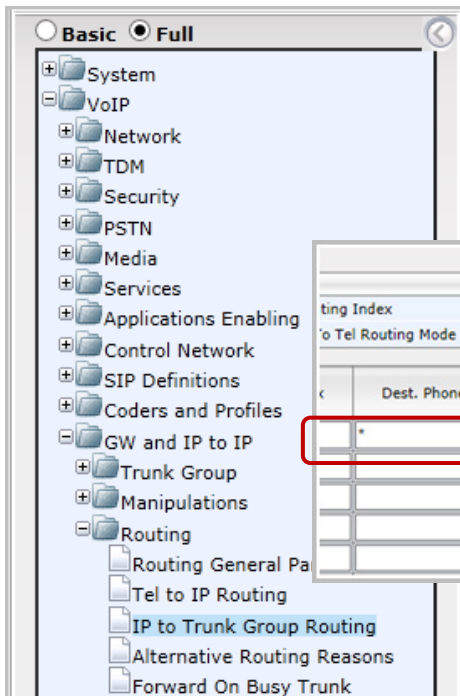 Basic Full
System
VoIP
Network
TDM
Security
PSTN
Media
Services
Applications Enabling
Control Network
SIP Definitions
Coders and Profiles
GW and IP to IP
Trunk Group
Manipulations
Routing
Routing General Pa
Tel to IP Routing
IP to Trunk Group Routing
Alternative Routing Reasons
Forward On Busy Trunk
ting Index
o Tel Routing Mode
Dest. Phone
*